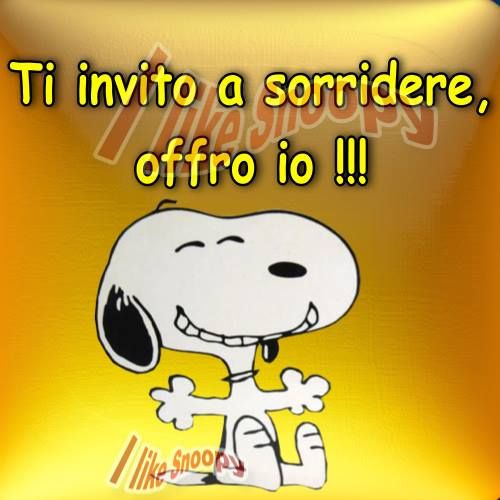 Ti invito a sorridere,
I like Snoopy
offro io !!!
I like Snoopy